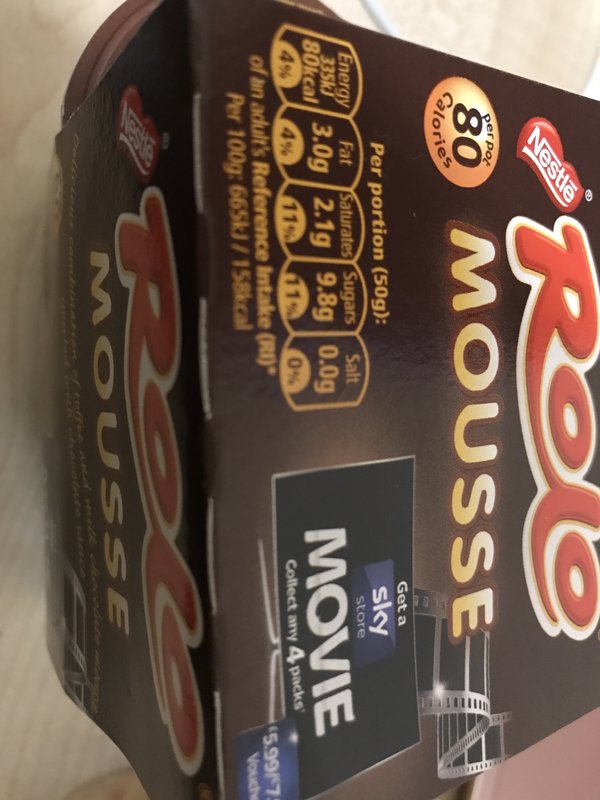 Nestlé®
ROLO
MOUSSE
80
per pot
Calories
per portion (50g):
Energy Fat Saturates Sugars Salt
335kJ 3.0g 2.1g 9.8g 0.0g
80kcal
4% 4% 11% 11% 0%
of an adult's Reference Intake (RI)*
Per 100g: 665kJ / 158kcal
Get a
sky
store
MOVIE
Collect any 4 packs
Nestlé
ROLO
MOUSSE